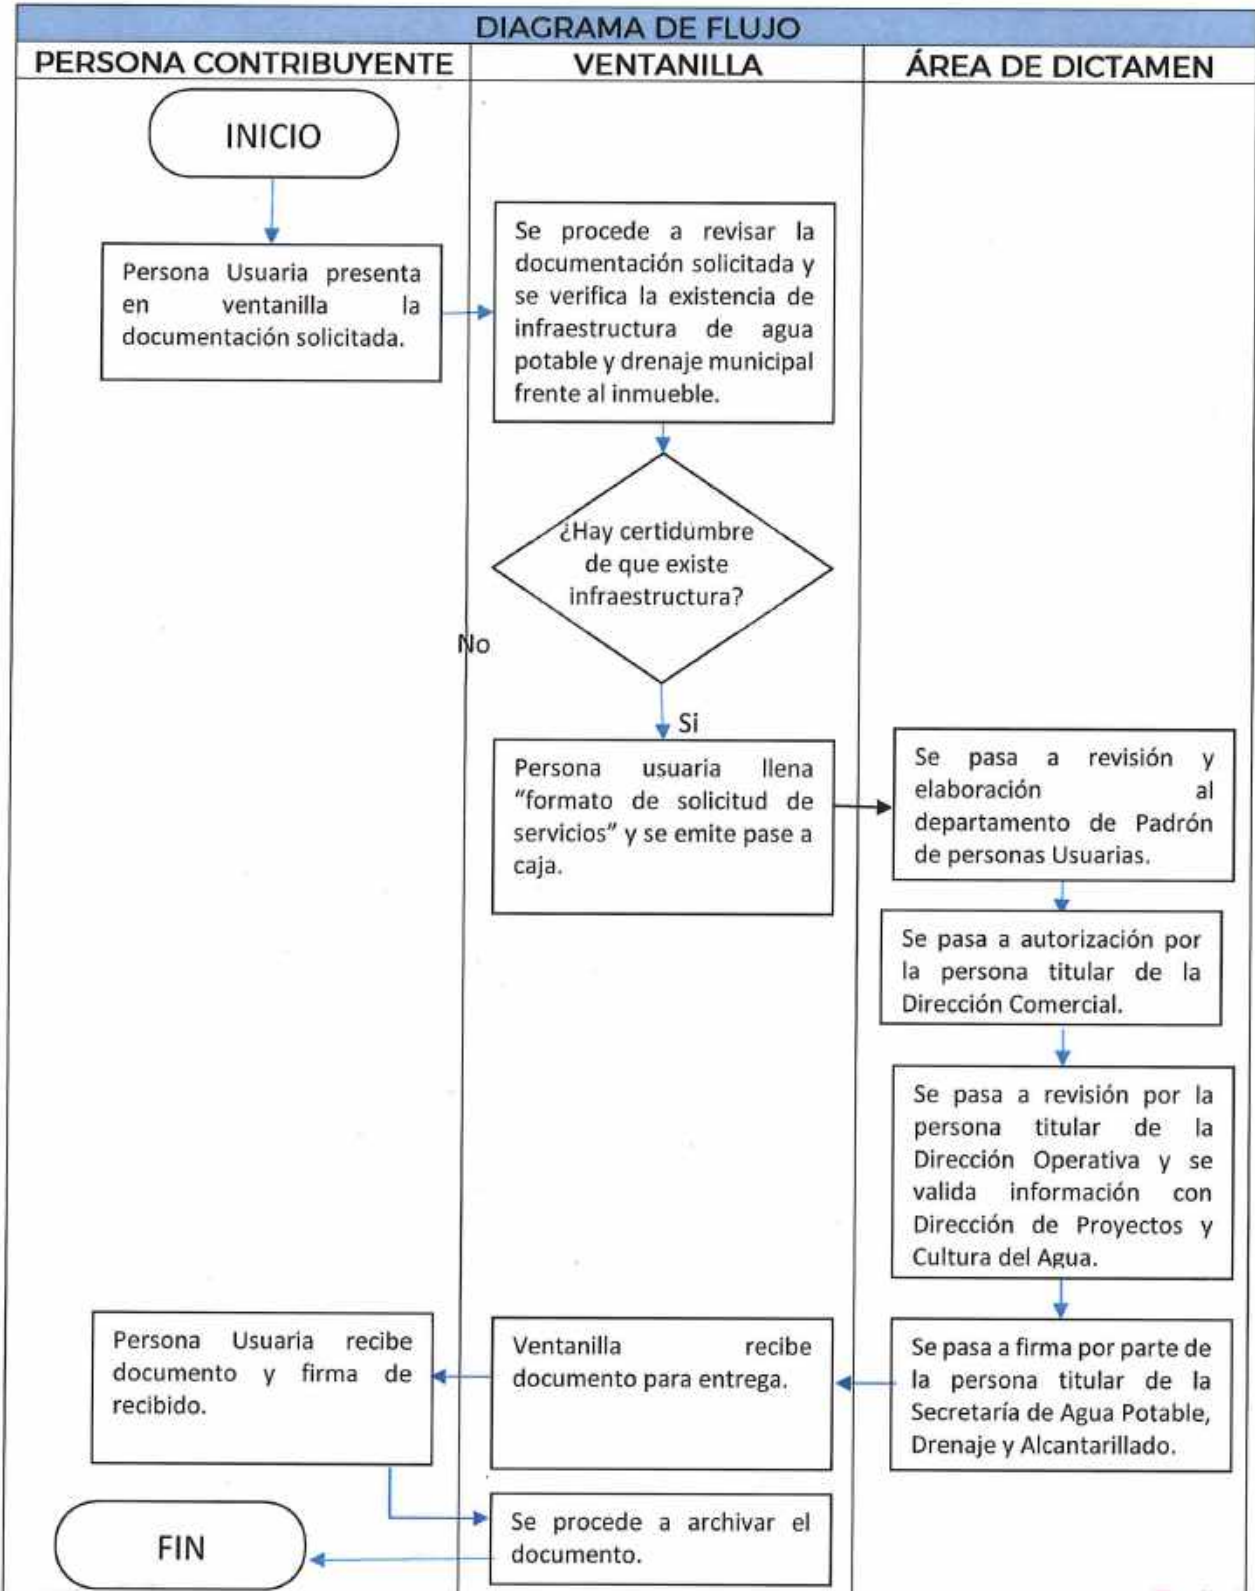 DIAGRAMA DE FLUJO
PERSONA CONTRIBUYENTE
VENTANILLA
ÁREA DE DICTAMEN
INICIO
Persona Usuaria presenta
en ventanilla la
documentación solicitada.
Se procede a revisar la
documentación solicitada y
se verifica la existencia de
infraestructura de agua
potable y drenaje municipal
frente al inmueble.
¿Hay certidumbre
de que existe
infraestructura?
No
Si
Persona usuaria llena
"formato de solicitud de
servicios" y se emite pase a
caja.
Se pasa a revisión y
elaboración al
departamento de Padrón
de personas Usuarias.
Se pasa a autorización por
la persona titular de la
Dirección Comercial.
Se pasa a revisión por la
persona titular de la
Dirección Operativa y se
valida información con
Dirección de Proyectos y
Cultura del Agua.
Se pasa a firma por parte de
la persona titular de la
Secretaría de Agua Potable,
Drenaje y Alcantarillado.
Ventanilla recibe
documento para entrega.
Persona Usuaria recibe
documento y firma de
recibido.
Se procede a archivar el
documento.
FIN